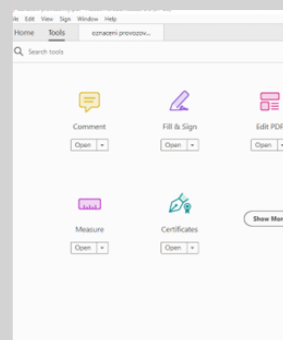 Edit View Sign Window Help
Home Tools oznaceni provozov...
Search tools
Comment Fill & Sign Edit PDF
Open Open Open
Measure Certificates Show Mor
Open Open